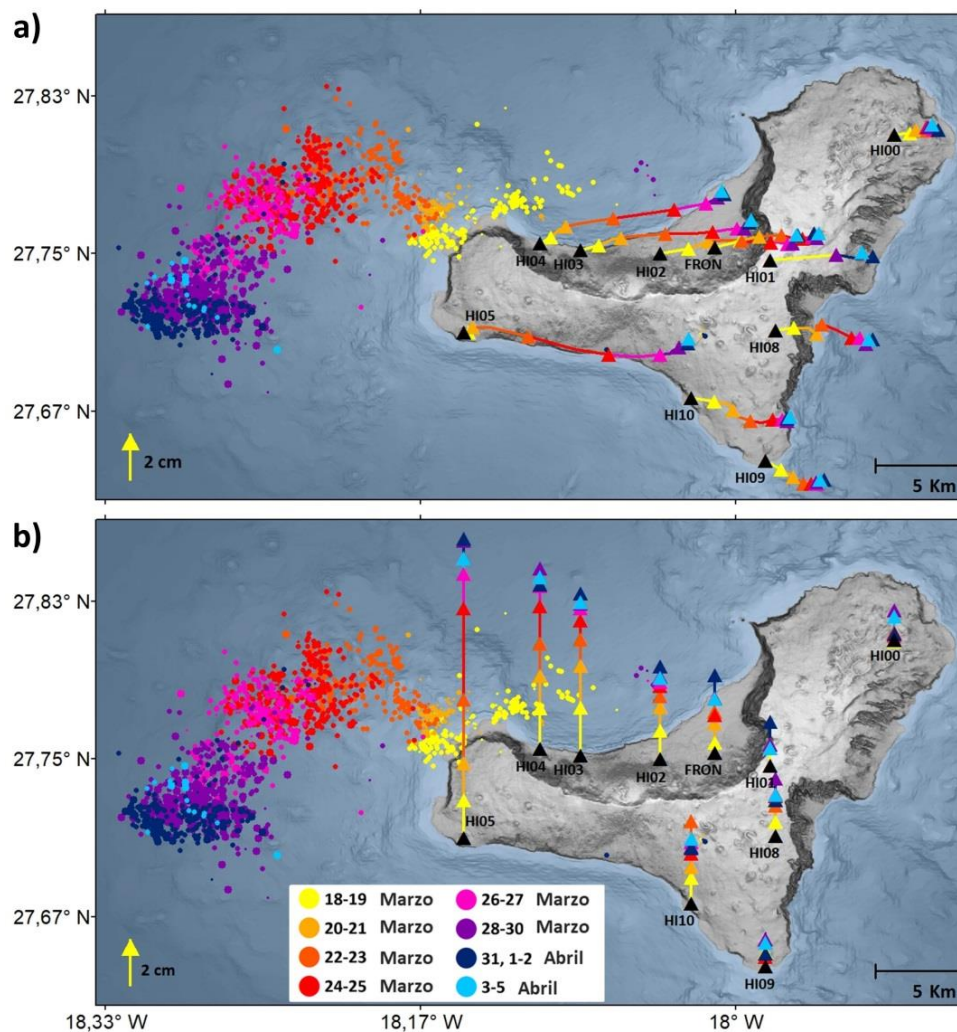 a)
27,83° N
HI00
27,75° N
HI04
HI03
HI02
FRON
HI01
HI05
HI08
27,67° N
HI10
2 cm
HI09
5 Km
b)
27,83° N
HI00
27,75° N
HI04
HI03
HI02
FRON
HI01
HI05
HI08
18-19 Marzo
26-27 Marzo
27,67° N
20-21 Marzo
28-30 Marzo
HI10
22-23 Marzo
31, 1-2 Abril
2 cm
24-25 Marzo
3-5 Abril
HI09
5 Km
18,33° W
18,17° W
18° W